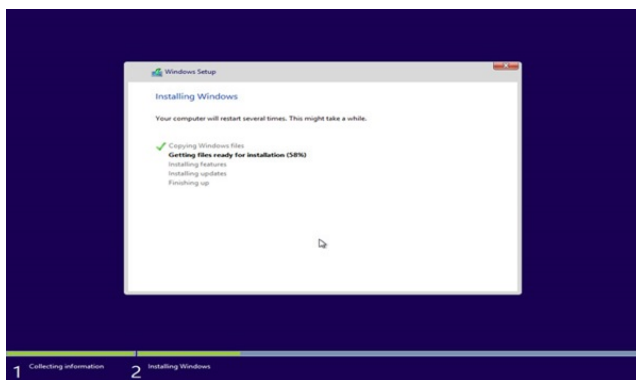 Windows Setup
Installing Windows
Your computer will restart several times. This might take a while.
Copying Windows files
Getting files ready for installation (58%)
Installing features
Installing updates
Finishing up
1 Collecting information
2 Installing Windows